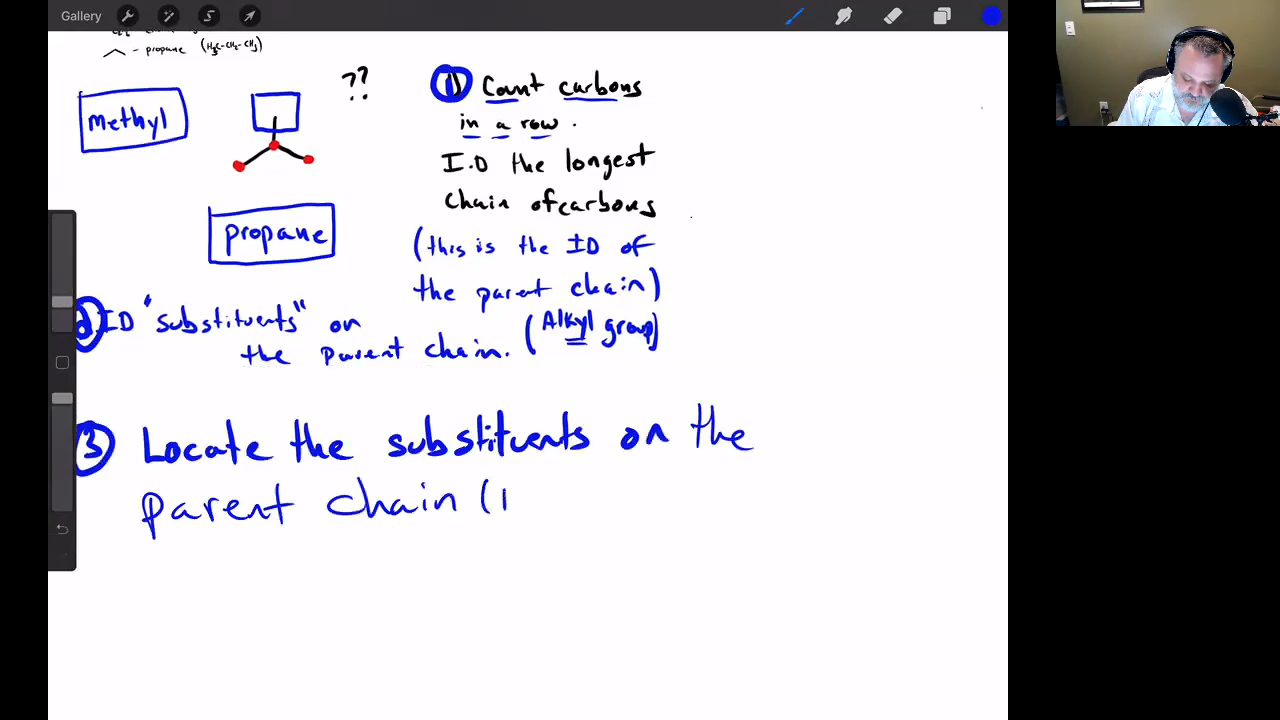 Gallery
- propane (H3C-CH2-CH3)
methyl
??
propane
1) Count carbons
in a row.
I.D the longest
chain of carbons
(this is the ID of
the parent chain)
2 ID "substituents" on
the parent chain. (Alkyl group)
3 Locate the substituents on the
parent chain (